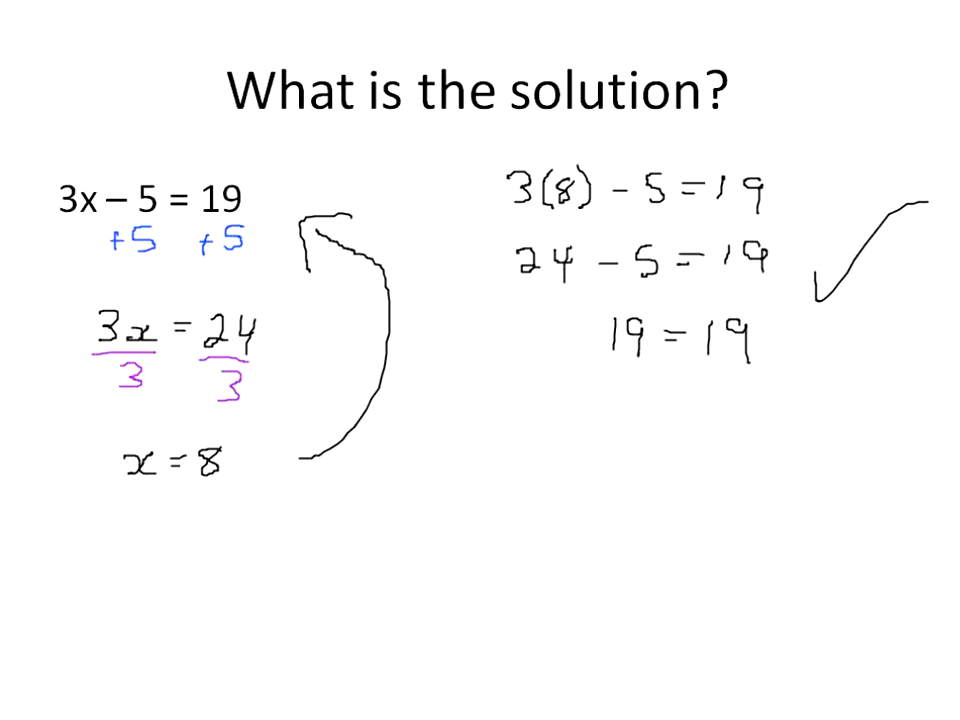 What is the solution?
3x – 5 = 19
+5 +5
3x = 24
3 3
x = 8
3(8) - 5 = 19
24 - 5 = 19
19 = 19